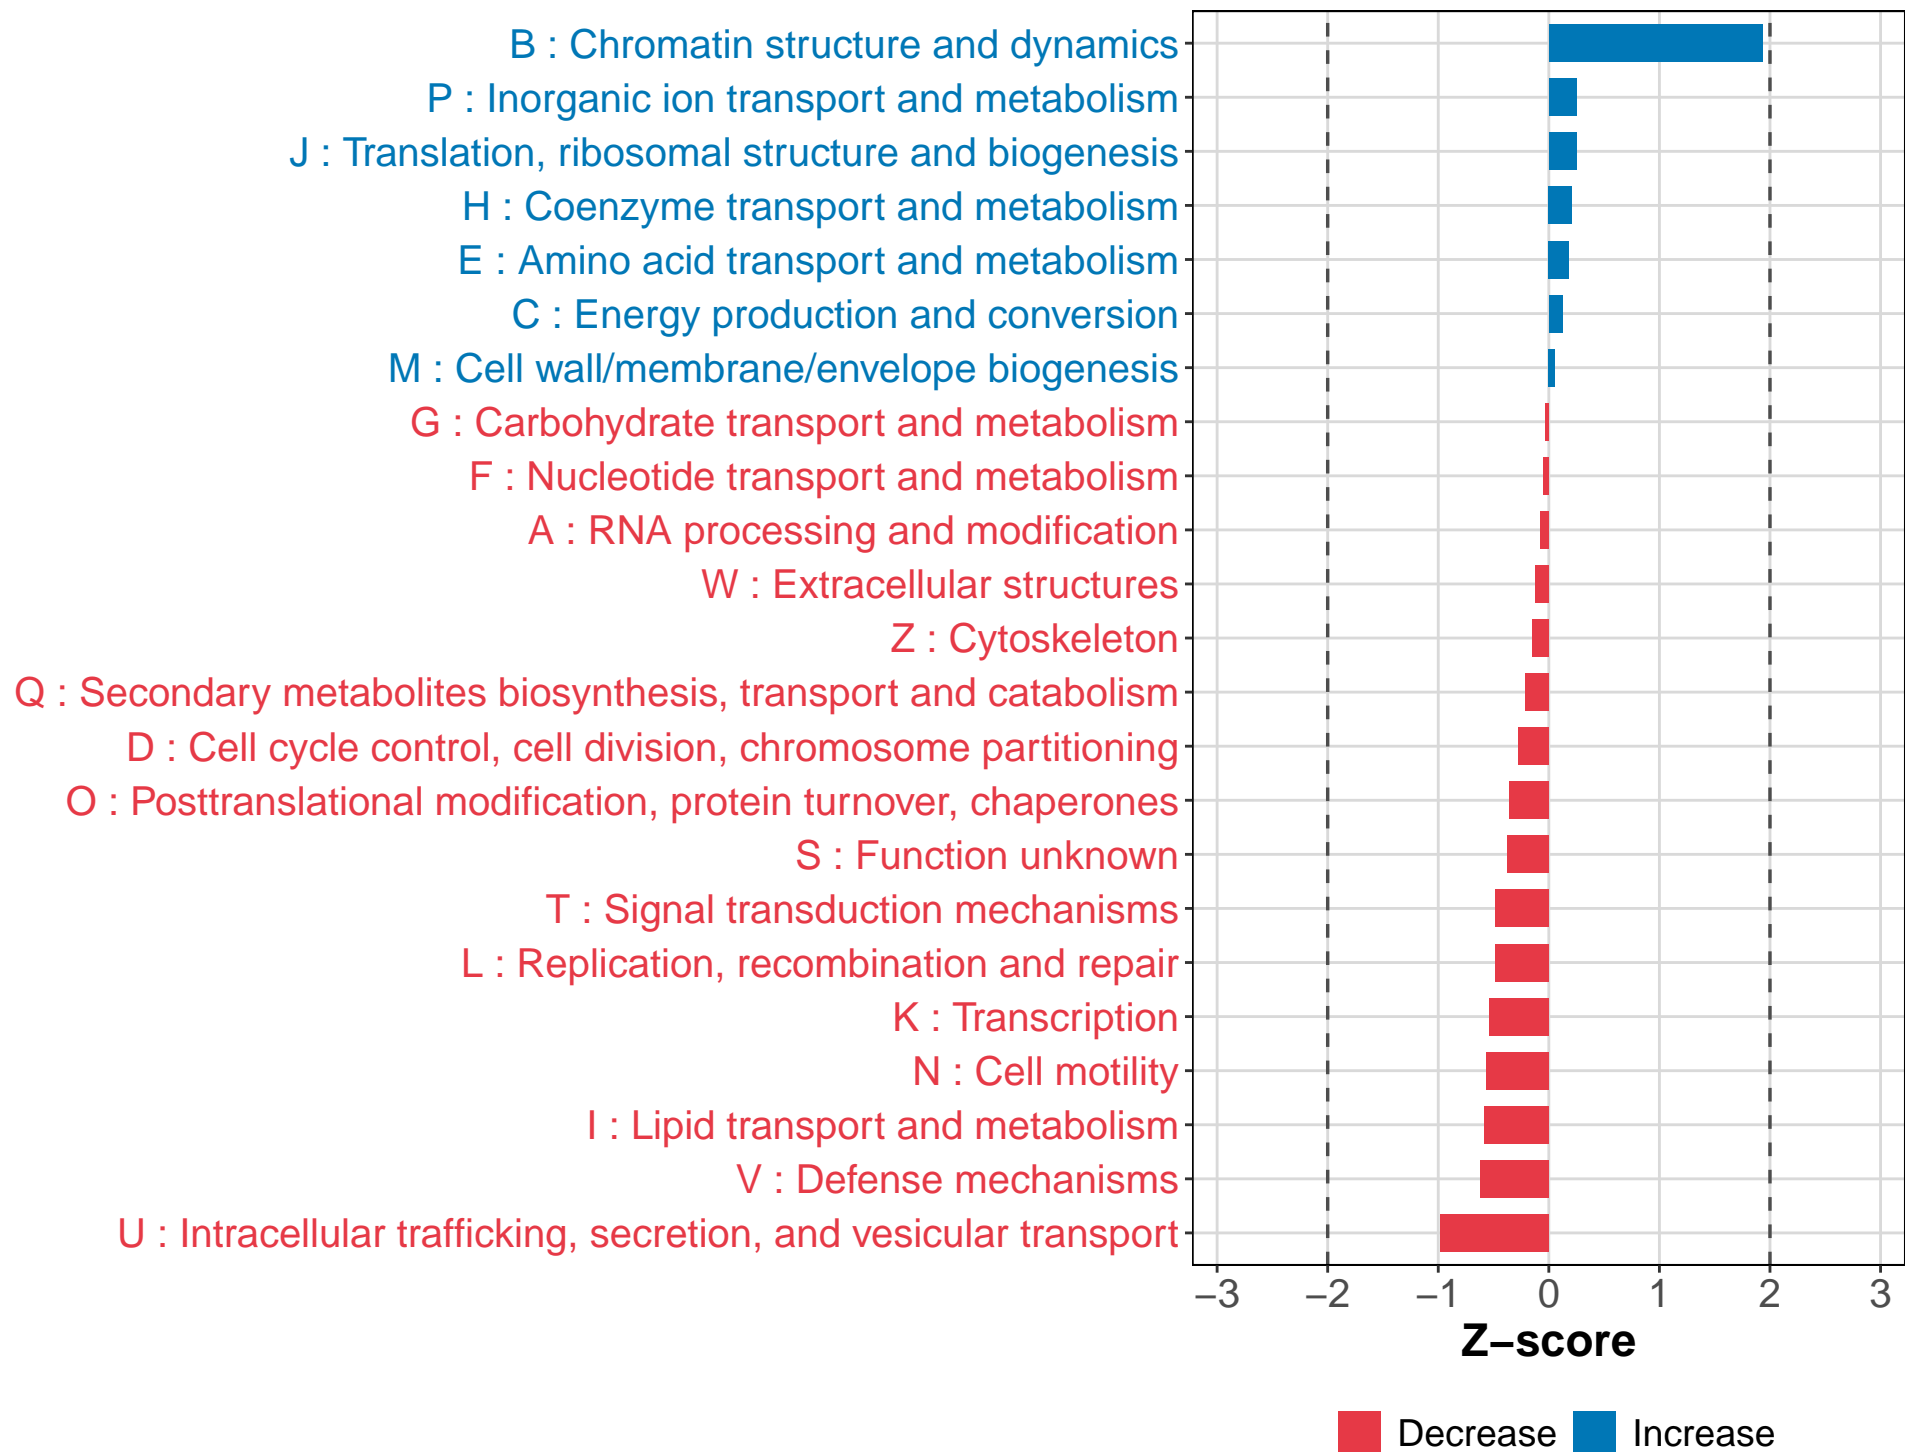 B : Chromatin structure and dynamics
P : Inorganic ion transport and metabolism
J : Translation, ribosomal structure and biogenesis
H : Coenzyme transport and metabolism
E : Amino acid transport and metabolism
C : Energy production and conversion
M : Cell wall/membrane/envelope biogenesis
G : Carbohydrate transport and metabolism
F : Nucleotide transport and metabolism
A : RNA processing and modification
W : Extracellular structures
Z : Cytoskeleton
Q : Secondary metabolites biosynthesis, transport and catabolism
D : Cell cycle control, cell division, chromosome partitioning
O : Posttranslational modification, protein turnover, chaperones
S : Function unknown
T : Signal transduction mechanisms
L : Replication, recombination and repair
K : Transcription
N : Cell motility
I : Lipid transport and metabolism
V : Defense mechanisms
U : Intracellular trafficking, secretion, and vesicular transport
−3 −2 −1 0 1 2 3
Z−score
Decrease Increase